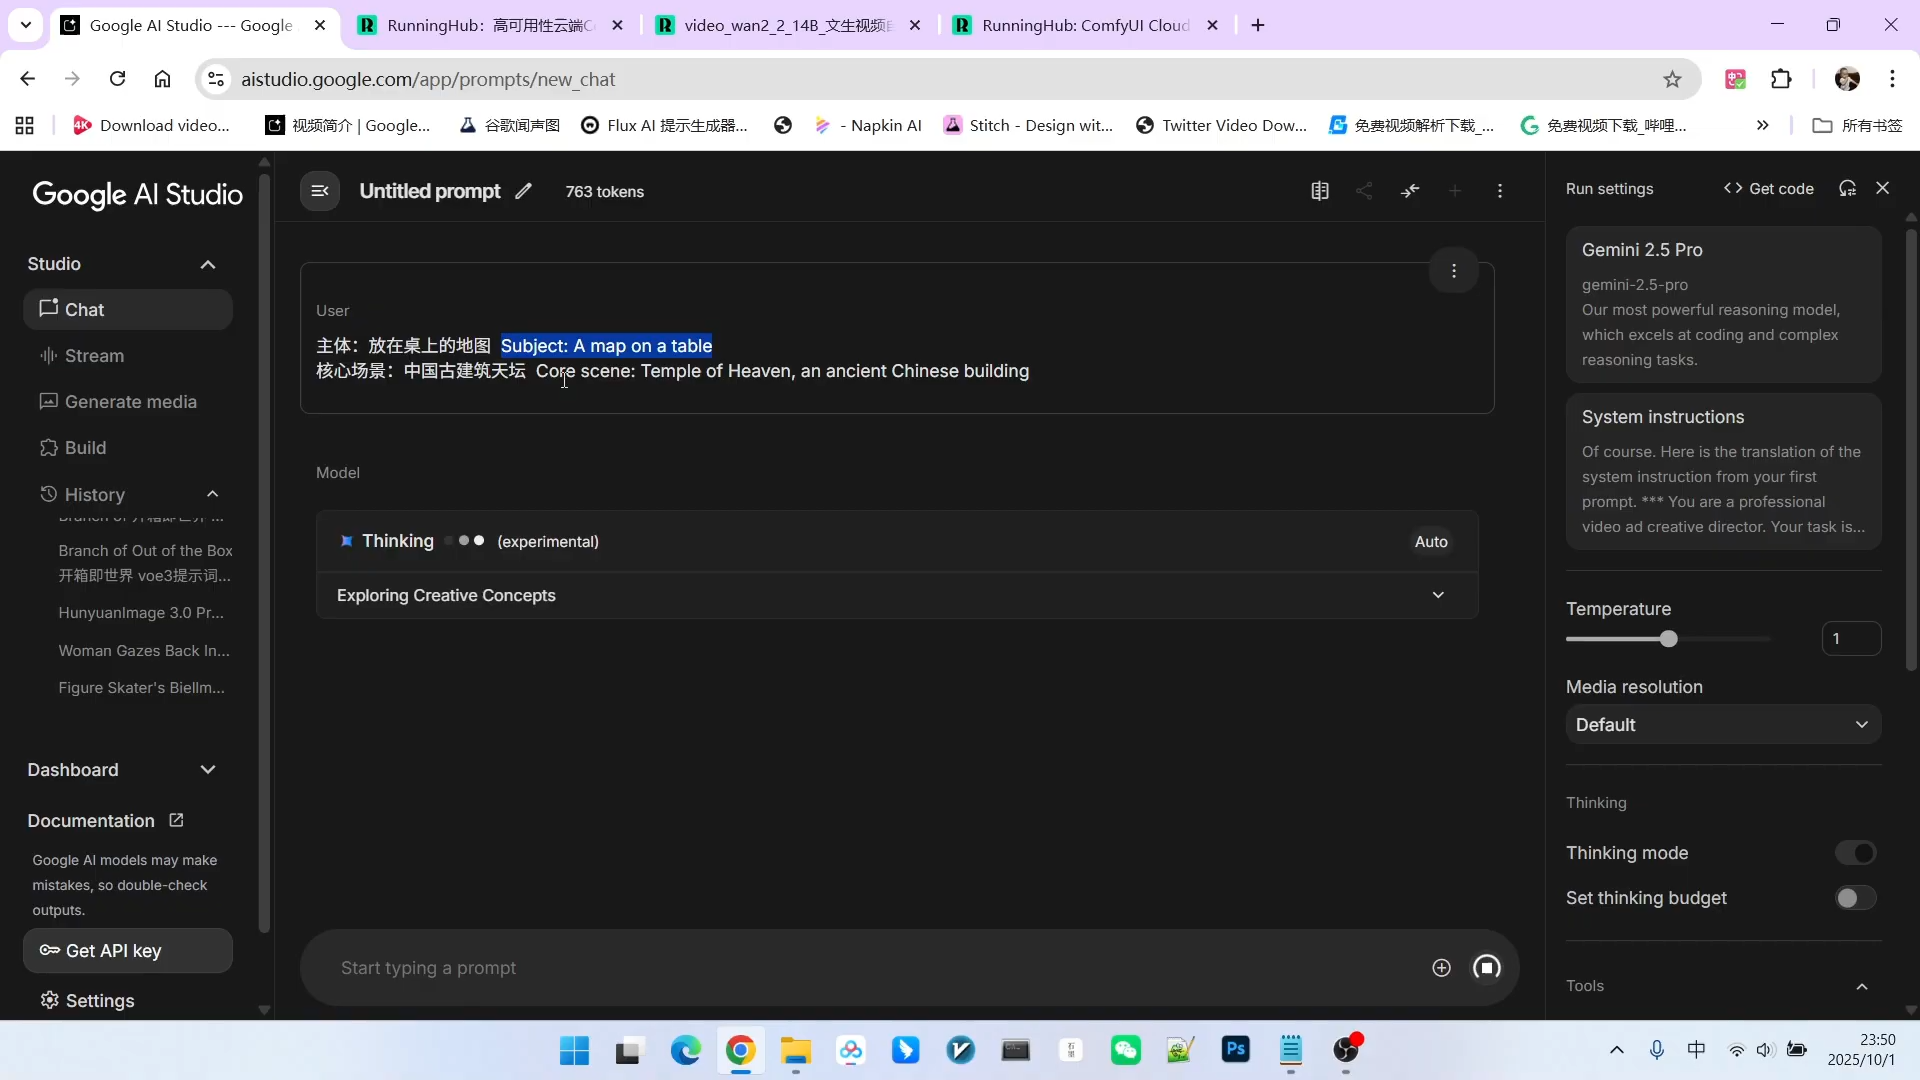 Google AI Studio --- Google
RunningHub：高可用性云端C
video_wan2_2_14B_文生视频
RunningHub: ComfyUI Cloud
aistudio.google.com/app/prompts/new_chat
Download video...
视频简介 | Google...
谷歌闻声图
Flux AI 提示生成器...
- Napkin AI
Stitch - Design wit...
Twitter Video Dow...
免费视频解析下载_...
免费视频下载_哔哩...
所有书签
Google AI Studio
Untitled prompt
763 tokens
Run settings
Get code
Studio
Chat
Stream
Generate media
Build
History
Branch of Out of the Box
开箱即世界 voe3提示词...
HunyuanImage 3.0 Pr...
Woman Gazes Back In...
Figure Skater's Biellm...
Dashboard
Documentation
Google AI models may make
mistakes, so double-check
outputs.
Get API key
Settings
User
主体：放在桌上的地图 Subject: A map on a table
核心场景：中国古建筑天坛 Core scene: Temple of Heaven, an ancient Chinese building
Model
Thinking (experimental)
Auto
Exploring Creative Concepts
Start typing a prompt
Gemini 2.5 Pro
gemini-2.5-pro
Our most powerful reasoning model,
which excels at coding and complex
reasoning tasks.
System instructions
Of course. Here is the translation of the
system instruction from your first
prompt. *** You are a professional
video ad creative director. Your task is...
Temperature
1
Media resolution
Default
Thinking
Thinking mode
Set thinking budget
Tools
Ps
中
23:50
2025/10/1